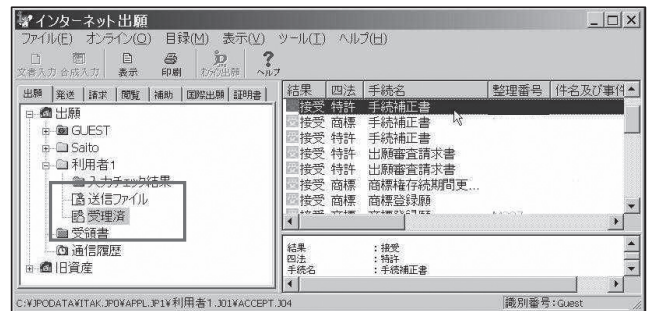 インターネット出願
ファイル(F) オンライン(O) 目録(M) 表示(V) ツール(T) ヘルプ(H)
文書入力 合成入力 表示 印刷 出願 ヘルプ
出願 発送 請求 閲覧 補助 国際出願 証明書
出願
GUEST
Saito
利用者1
入力チェック結果
送信ファイル
受理済
受領書
通信履歴
旧資産
結果 四法 手続名 整理番号 件名及び事件
接受 特許 手続補正書
接受 商標 手続補正書
接受 特許 手続補正書
接受 特許 出願審査請求書
接受 特許 出願審査請求書
接受 商標 商標権存続期間更...
接受 商標 商標登録願
結果 : 接受
四法 : 特許
手続名 : 手続補正書
C:¥JPODATA¥ITAK.JP0¥APPL.JP1¥利用者1.J01¥ACCEPT.J04
識別番号:Guest